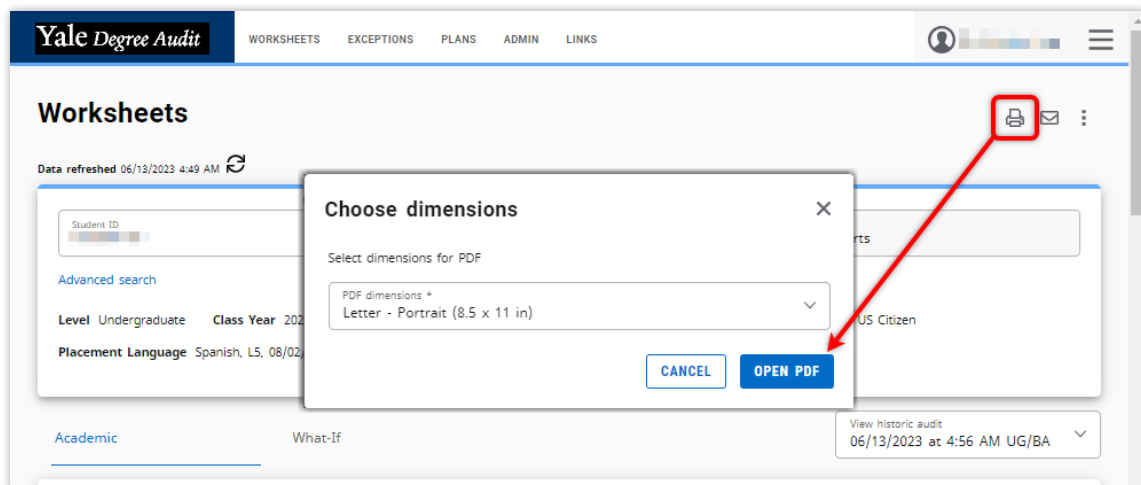 Yale Degree Audit
WORKSHEETS EXCEPTIONS PLANS ADMIN LINKS
Worksheets
Data refreshed 06/13/2023 4:49 AM
Student ID
rts
Advanced search
Level Undergraduate Class Year 202
US Citizen
Placement Language Spanish, L5, 08/02/
Choose dimensions
Select dimensions for PDF
PDF dimensions *
Letter - Portrait (8.5 x 11 in)
CANCEL OPEN PDF
Academic What-If
View historic audit
06/13/2023 at 4:56 AM UG/BA